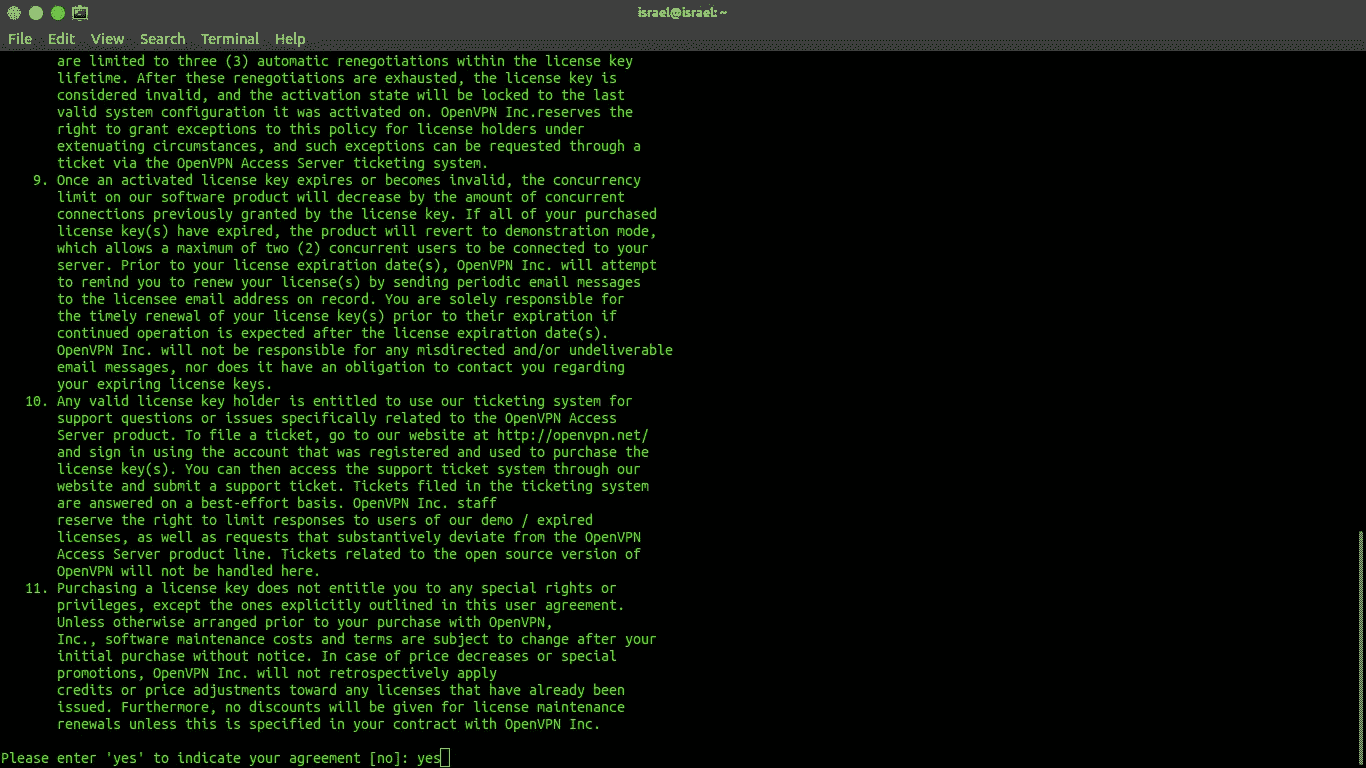 israel@israel: ~
File Edit View Search Terminal Help
are limited to three (3) automatic renegotiations within the license key
lifetime. After these renegotiations are exhausted, the license key is
considered invalid, and the activation state will be locked to the last
valid system configuration it was activated on. OpenVPN Inc.reserves the
right to grant exceptions to this policy for license holders under
extenuating circumstances, and such exceptions can be requested through a
ticket via the OpenVPN Access Server ticketing system.
9. Once an activated license key expires or becomes invalid, the concurrency
limit on our software product will decrease by the amount of concurrent
connections previously granted by the license key. If all of your purchased
license key(s) have expired, the product will revert to demonstration mode,
which allows a maximum of two (2) concurrent users to be connected to your
server. Prior to your license expiration date(s), OpenVPN Inc. will attempt
to remind you to renew your license(s) by sending periodic email messages
to the licensee email address on record. You are solely responsible for
the timely renewal of your license key(s) prior to their expiration if
continued operation is expected after the license expiration date(s).
OpenVPN Inc. will not be responsible for any misdirected and/or undeliverable
email messages, nor does it have an obligation to contact you regarding
your expiring license keys.
10. Any valid license key holder is entitled to use our ticketing system for
support questions or issues specifically related to the OpenVPN Access
Server product. To file a ticket, go to our website at http://openvpn.net/
and sign in using the account that was registered and used to purchase the
license key(s). You can then access the support ticket system through our
website and submit a support ticket. Tickets filed in the ticketing system
are answered on a best-effort basis. OpenVPN Inc. staff
reserve the right to limit responses to users of our demo / expired
licenses, as well as requests that substantively deviate from the OpenVPN
Access Server product line. Tickets related to the open source version of
OpenVPN will not be handled here.
11. Purchasing a license key does not entitle you to any special rights or
privileges, except the ones explicitly outlined in this user agreement.
Unless otherwise arranged prior to your purchase with OpenVPN,
Inc., software maintenance costs and terms are subject to change after your
initial purchase without notice. In case of price decreases or special
promotions, OpenVPN Inc. will not retrospectively apply
credits or price adjustments toward any licenses that have already been
issued. Furthermore, no discounts will be given for license maintenance
renewals unless this is specified in your contract with OpenVPN Inc.
Please enter 'yes' to indicate your agreement [no]: yes